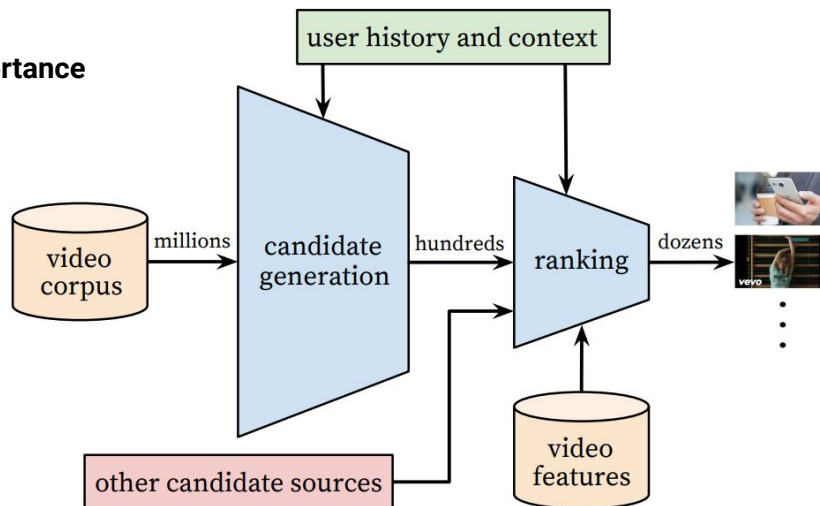 rtance
user history and context
millions
video
corpus
candidate
generation
hundreds
ranking
dozens
vevo
video
features
other candidate sources